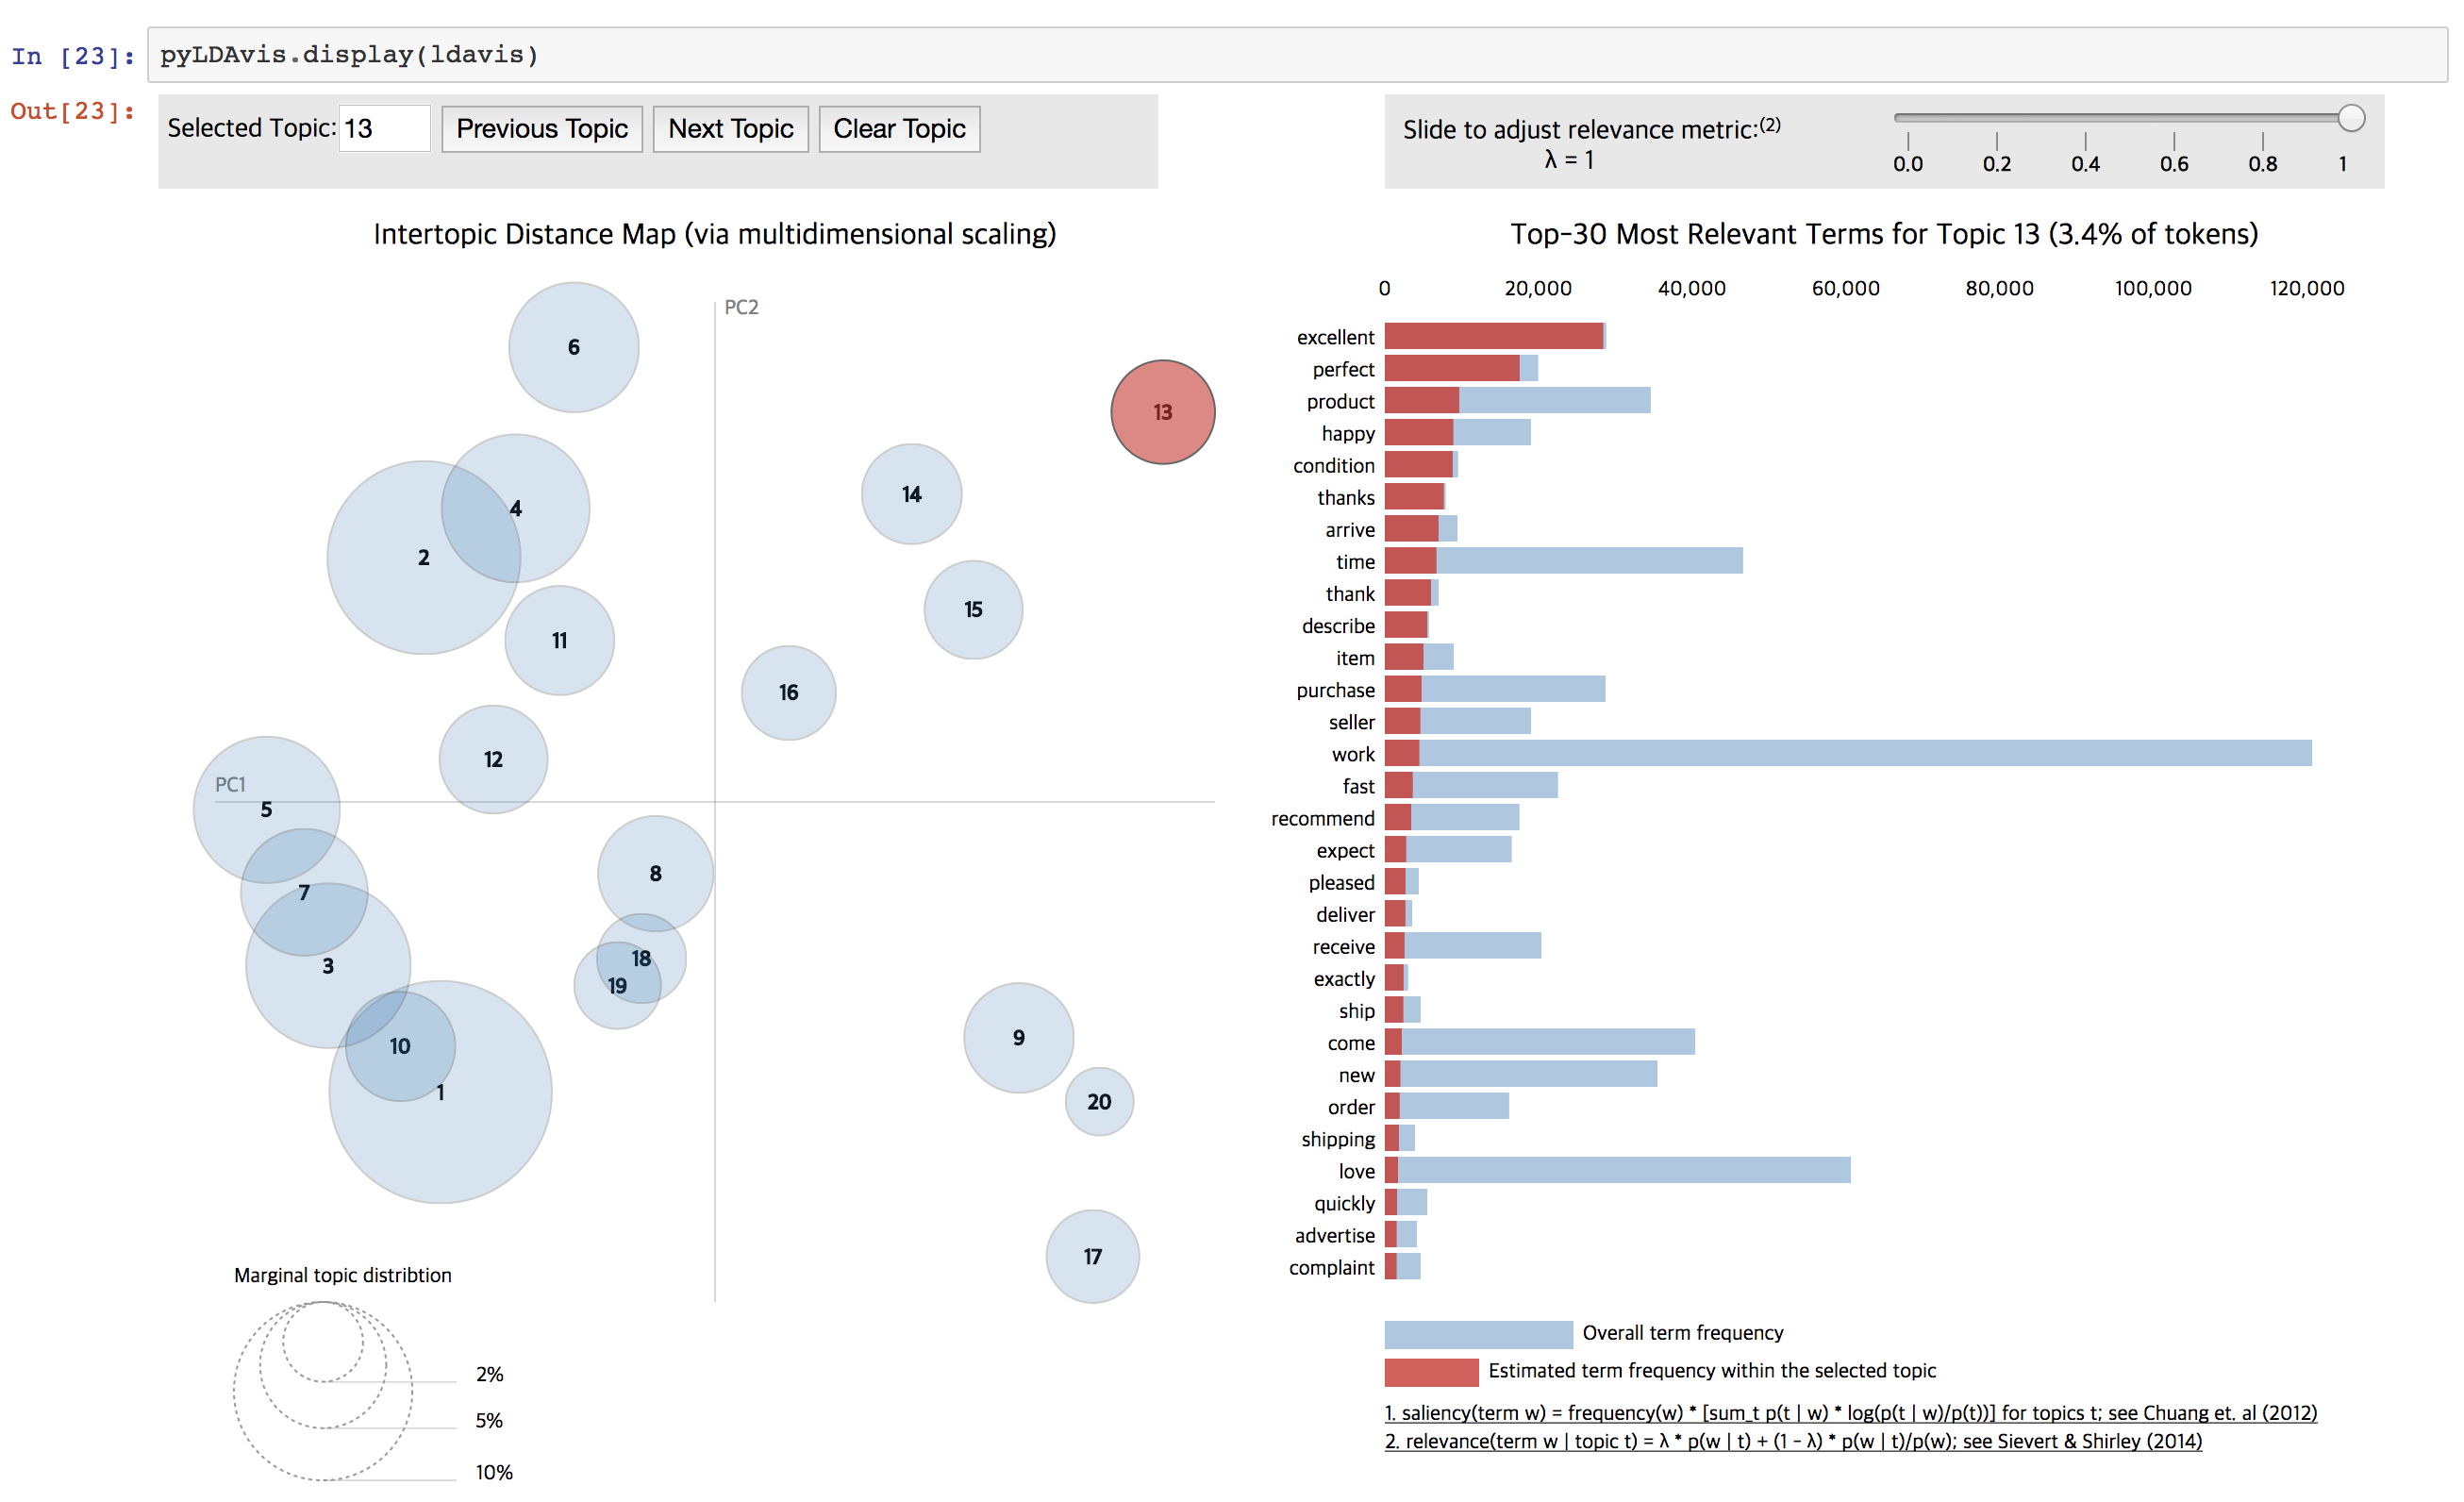 In [23]: pyLDAvis.display(ldavis)
Out[23]:
Selected Topic: 13 Previous Topic Next Topic Clear Topic
Slide to adjust relevance metric:(2)
λ = 1
0.0 0.2 0.4 0.6 0.8 1
Intertopic Distance Map (via multidimensional scaling)
PC2
6
13
14
4
2
15
11
16
12
PC1
5
8
7
18
3
19
9
10
1
20
17
Marginal topic distribtion
2%
5%
10%
Top-30 Most Relevant Terms for Topic 13 (3.4% of tokens)
0 20,000 40,000 60,000 80,000 100,000 120,000
excellent
perfect
product
happy
condition
thanks
arrive
time
thank
describe
item
purchase
seller
work
fast
recommend
expect
pleased
deliver
receive
exactly
ship
come
new
order
shipping
love
quickly
advertise
complaint
Overall term frequency
Estimated term frequency within the selected topic
1. saliency(term w) = frequency(w) * [sum_t p(t | w) * log(p(t | w)/p(t))] for topics t; see Chuang et. al (2012)
2. relevance(term w | topic t) = λ * p(w | t) + (1 - λ) * p(w | t)/p(w); see Sievert & Shirley (2014)